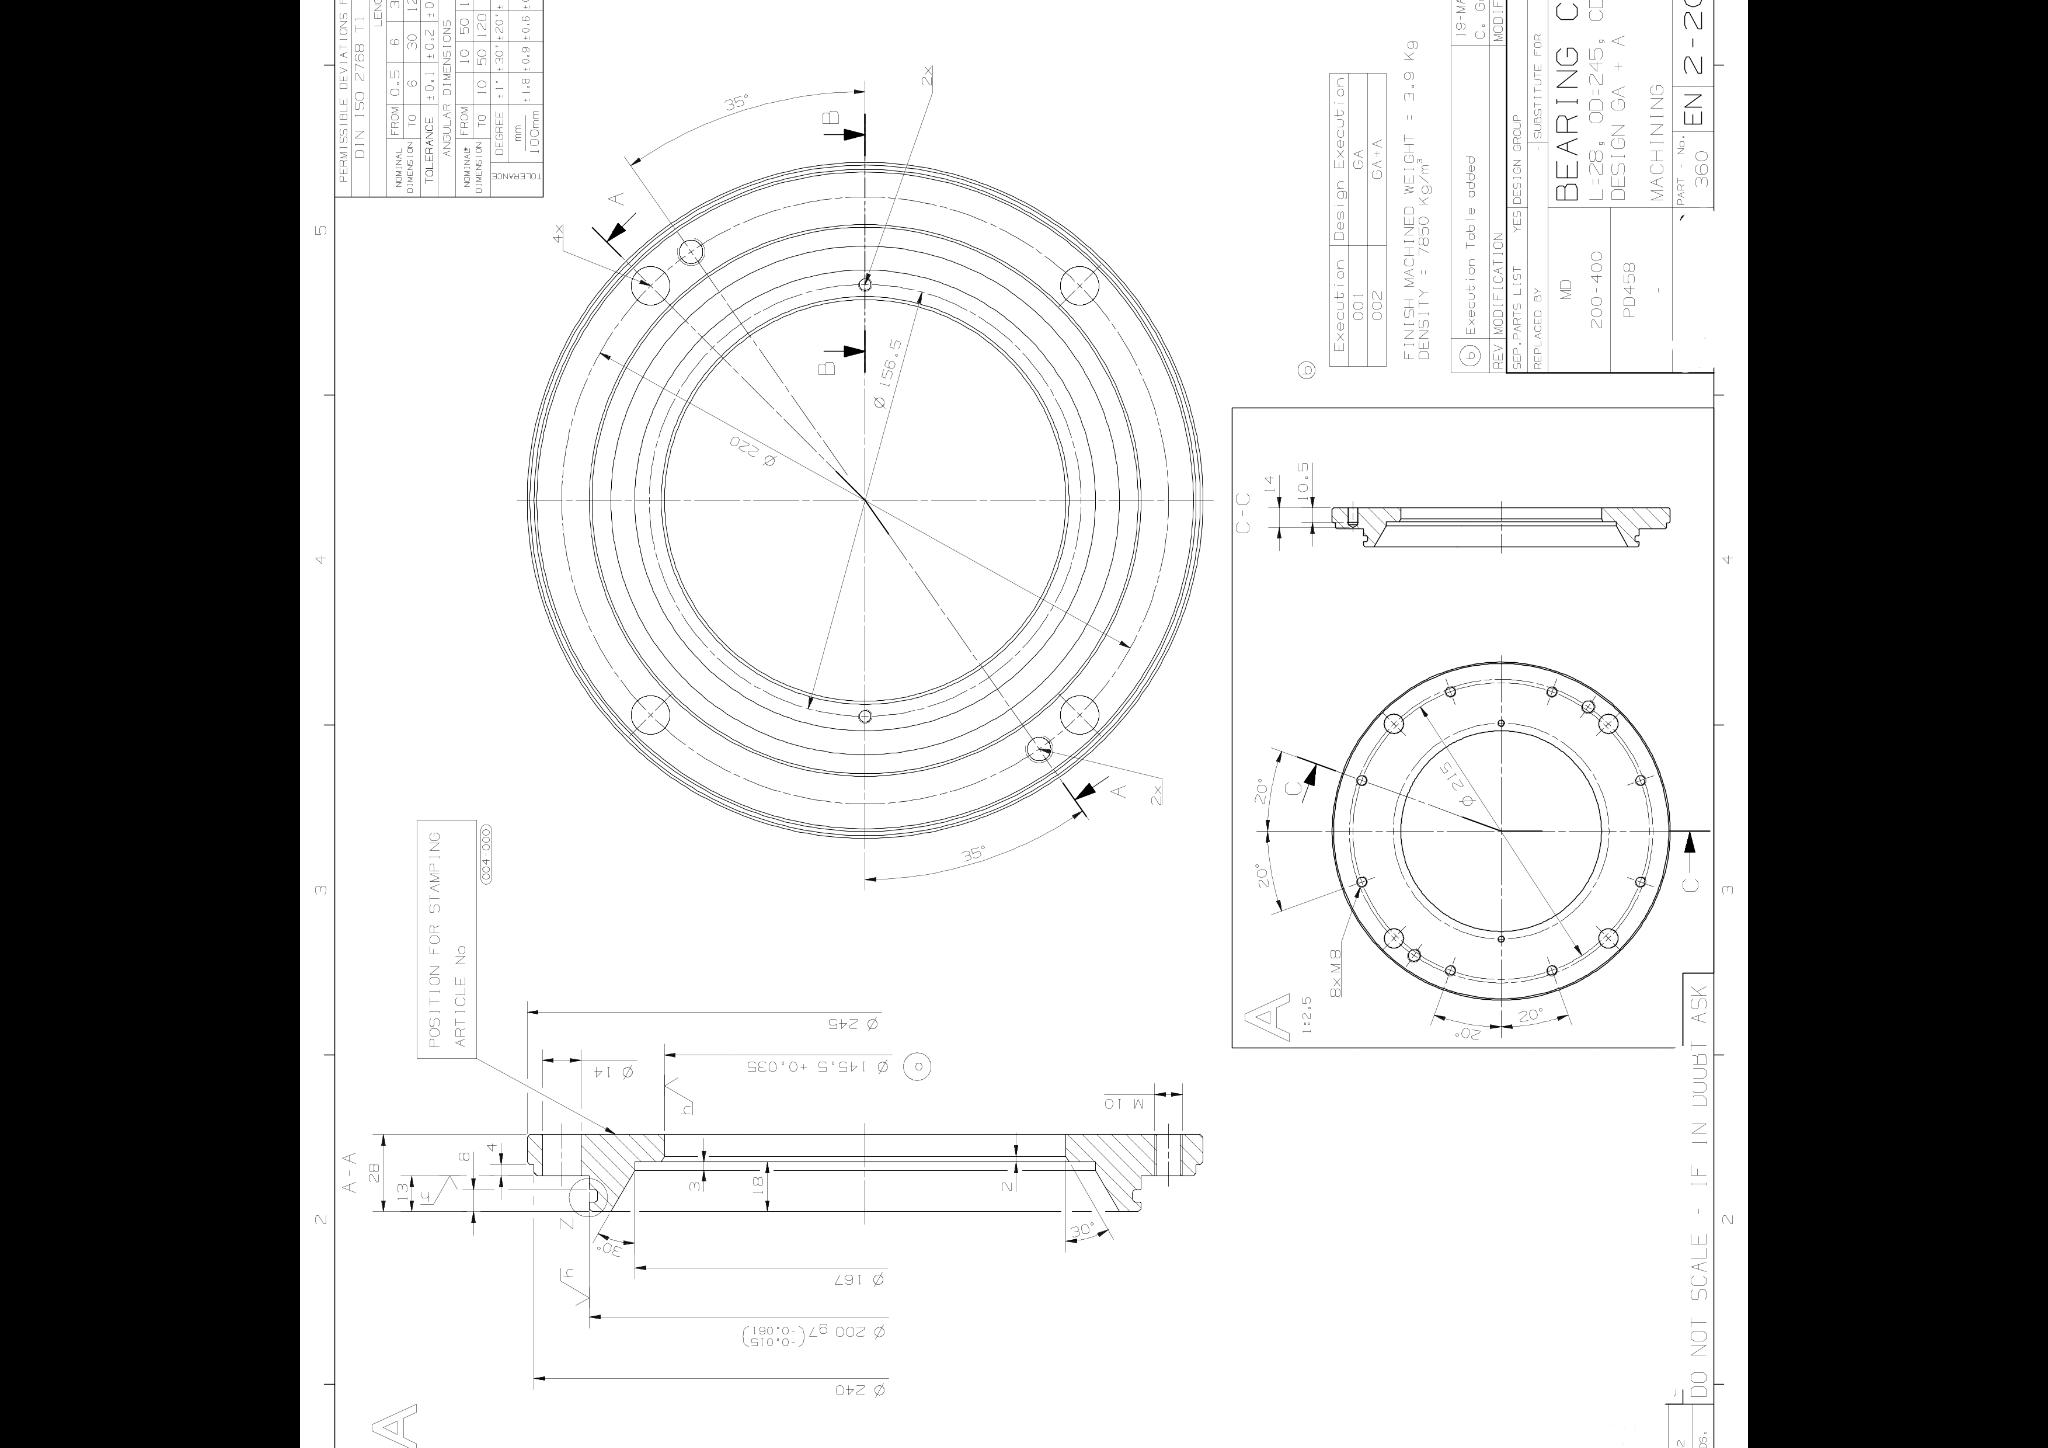 PERMISSIBLE DEVIATIONS
DIN ISO 2768 T1
NOMINAL DIMENSION
FROM 0.5 6
TO 6 30
TOLERANCE ±0.1 ±0.2
ANGULAR DIMENSIONS
NOMINAL DIMENSION
FROM 10 50
TO 10 50 120
TOLERANCE
DEGREE ±1° ±30' ±20'
mm
100mm
±1.8 ±0.9 ±0.6
5
4
3
2
4
3
2
35°
B
2x
A
4x
B
Ø 156.5
Ø 220
A
2x
35°
POSITION FOR STAMPING
ARTICLE No
004-000
Ø 245
Ø 145.5 +0.035
Ø 14
M 10
A-A
28
13
8
4
3
18
2
Z
30°
30°
Ø 167
Ø 200 g7 (-0.015
-0.061)
Ø 240
A
b
Execution Design Execution
001 GA
002 GA+A
FINISH MACHINED WEIGHT = 3.9 Kg
DENSITY = 7850 Kg/m³
b Execution Table added
REV MODIFICATION
SEP.PARTS LIST YES DESIGN GROUP
REPLACED BY - SUBSTITUTE FOR
MD
200-400
PD458
-
BEARING C
L=28, OD=245,
DESIGN GA + A
MACHINING
PART - No.
360
EN 2-20
C-C
14
10.5
20°
20°
C
Ø 215
C
8xM8
20°
20°
A
1:2.5
DO NOT SCALE - IF IN DOUBT ASK